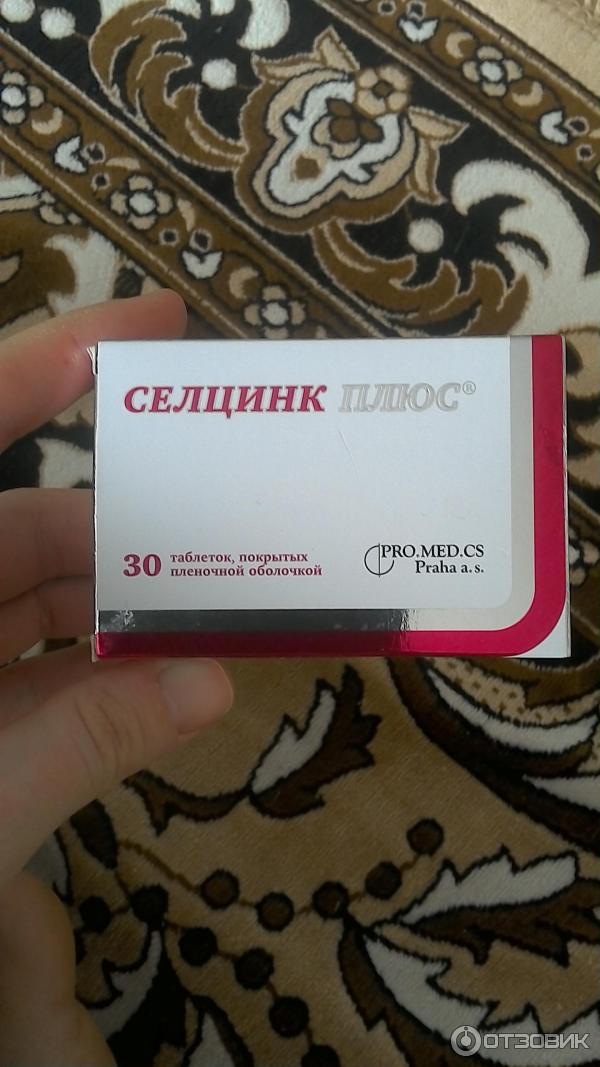 СЕЛЦИНК ПЛЮС®
30 таблеток, покрытых
пленочной оболочкой
PRO.MED.CS
Praha a. s.
ОТЗОВИК